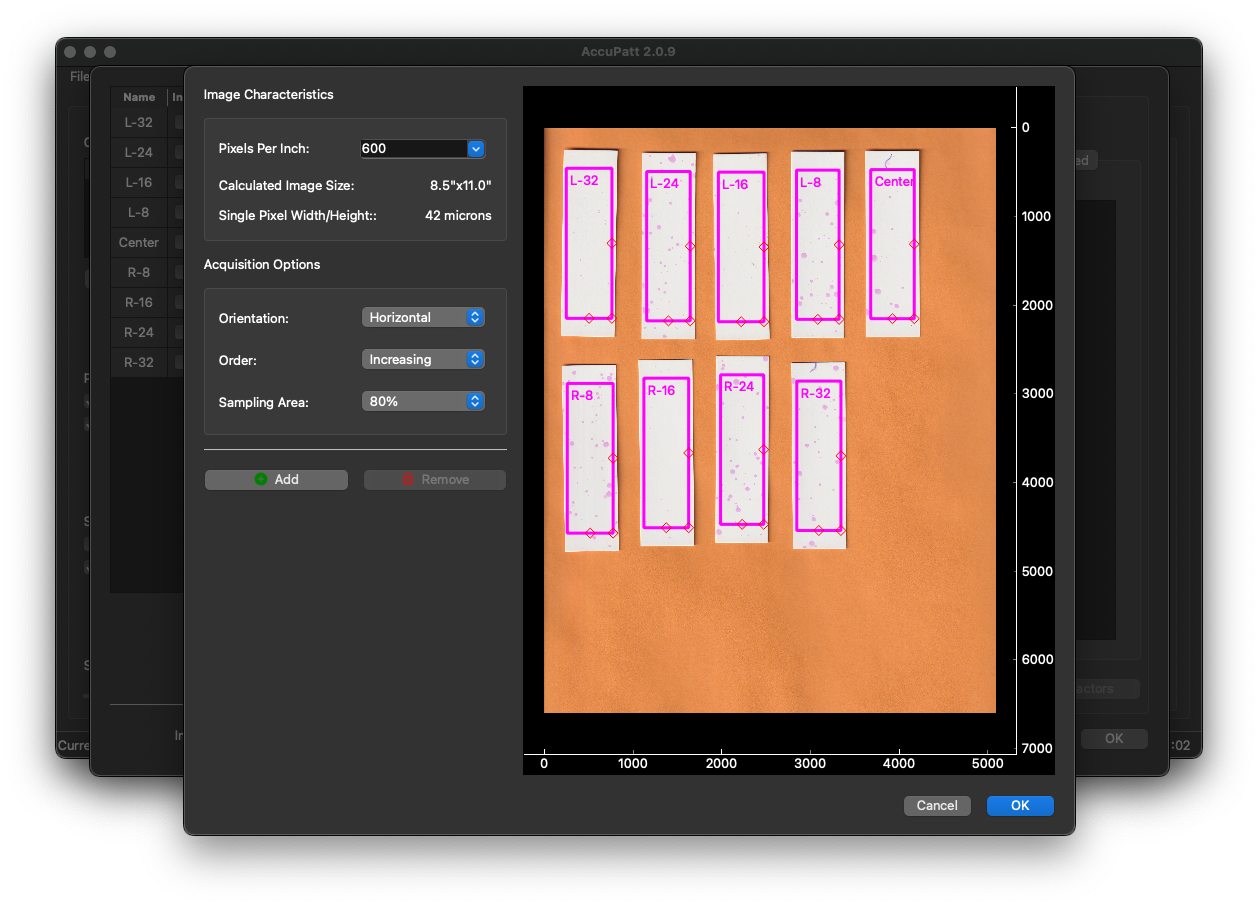 AccuPatt 2.0.9
File
Name In
L-32
L-24
L-16
L-8
Center
R-8
R-16
R-24
R-32
Image Characteristics
Pixels Per Inch: 600
Calculated Image Size: 8.5"x11.0"
Single Pixel Width/Height:: 42 microns
Acquisition Options
Orientation: Horizontal
Order: Increasing
Sampling Area: 80%
Add Remove
L-32 L-24 L-16 L-8 Center
R-8 R-16 R-24 R-32
0
1000
2000
3000
4000
5000
6000
7000
0 1000 2000 3000 4000 5000
Cancel OK
ed
actors
OK
Curre
:02
In